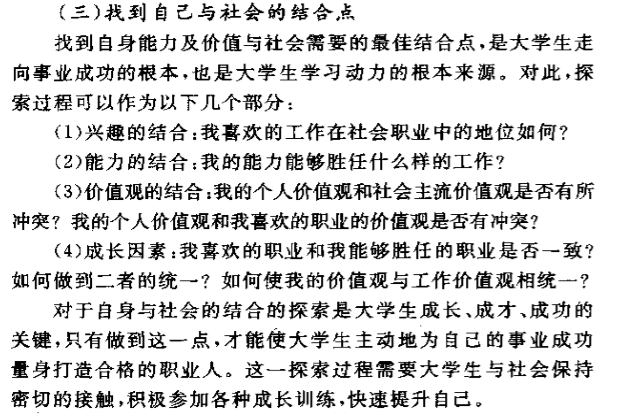 (三)找到自己与社会的结合点
找到自身能力及价值与社会需要的最佳结合点,是大学生走
向事业成功的根本,也是大学生学习动力的根本来源。对此,探
索过程可以作为以下几个部分:
(1)兴趣的结合:我喜欢的工作在社会职业中的地位如何?
(2)能力的结合:我的能力能够胜任什么样的工作?
(3)价值观的结合:我的个人价值观和社会主流价值观是否有所
冲突? 我的个人价值观和我喜欢的职业的价值观是否有冲突?
(4)成长因素:我喜欢的职业和我能够胜任的职业是否一致?
如何做到二者的统一? 如何使我的价值观与工作价值观相统一?
对于自身与社会的结合的探索是大学生成长、成才、成功的
关键,只有做到这一点,才能使大学生主动地为自己的事业成功
量身打造合格的职业人。这一探索过程需要大学生与社会保持
密切的接触,积极参加各种成长训练,快速提升自己。